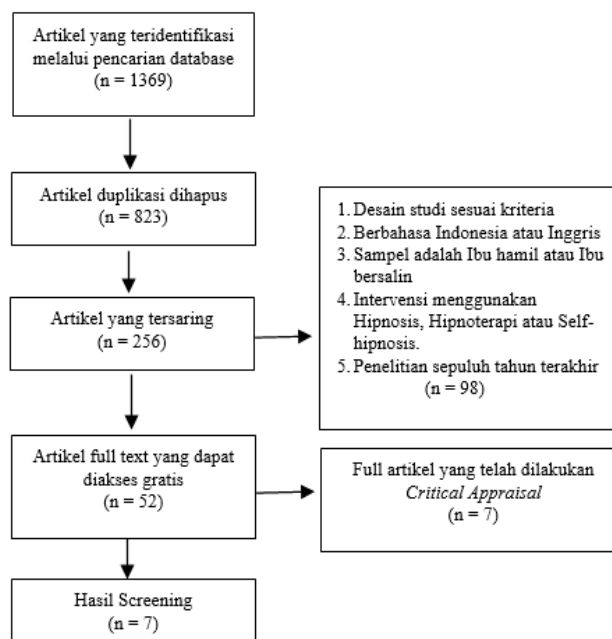 Artikel yang teridentifikasi
melalui pencarian database
(n = 1369)
Artikel duplikasi dihapus
(n = 823)
1. Desain studi sesuai kriteria
2. Berbahasa Indonesia atau Inggris
3. Sampel adalah Ibu hamil atau Ibu
bersalin
4. Intervensi menggunakan
Hipnosis, Hipnoterapi atau Self-
hipnosis.
5. Penelitian sepuluh tahun terakhir
(n = 98)
Artikel yang tersaring
(n = 256)
Artikel full text yang dapat
diakses gratis
(n = 52)
Full artikel yang telah dilakukan
Critical Appraisal
(n = 7)
Hasil Screening
(n = 7)